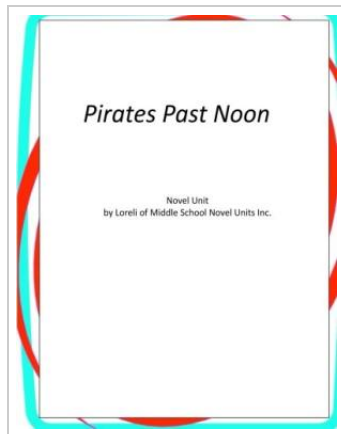 Pirates Past Noon
Novel Unit
by Loreli of Middle School Novel Units Inc.